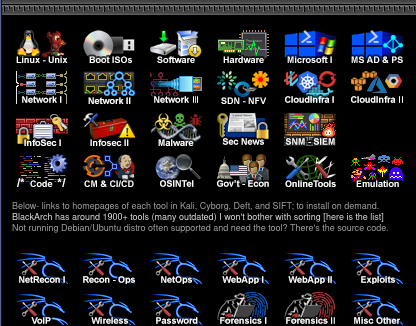 Linux - Unix Boot ISOs Software Hardware Microsoft I MS AD & PS
Network I Network II Network III SDN - NFV CloudInfra I CloudInfra II
InfoSec I Infosec II Malware Sec News SNM - SIEM
/* Code */ CM & CI/CD OSINTel Gov't - Econ OnlineTools Emulation
Below- links to homepages of each tool in Kali, Cyborg, Deft, and SIFT; to install on demand.
BlackArch has around 1900+ tools (many outdated) I won't bother with sorting [here is the list]
Not running Debian/Ubuntu distro often supported and need the tool? There's the source code.
NetRecon I Recon - Ops NetOps WebApp I WebApp II Exploits
VoIP Wireless Password Forensics I Forensics II Misc Other